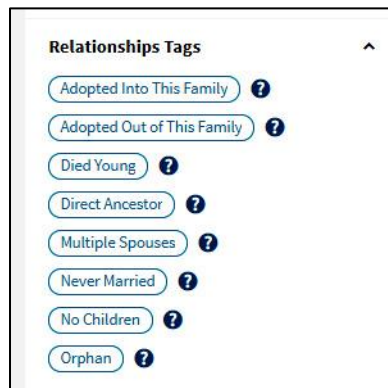 Relationships Tags
Adopted Into This Family ?
Adopted Out of This Family ?
Died Young ?
Direct Ancestor ?
Multiple Spouses ?
Never Married ?
No Children ?
Orphan ?